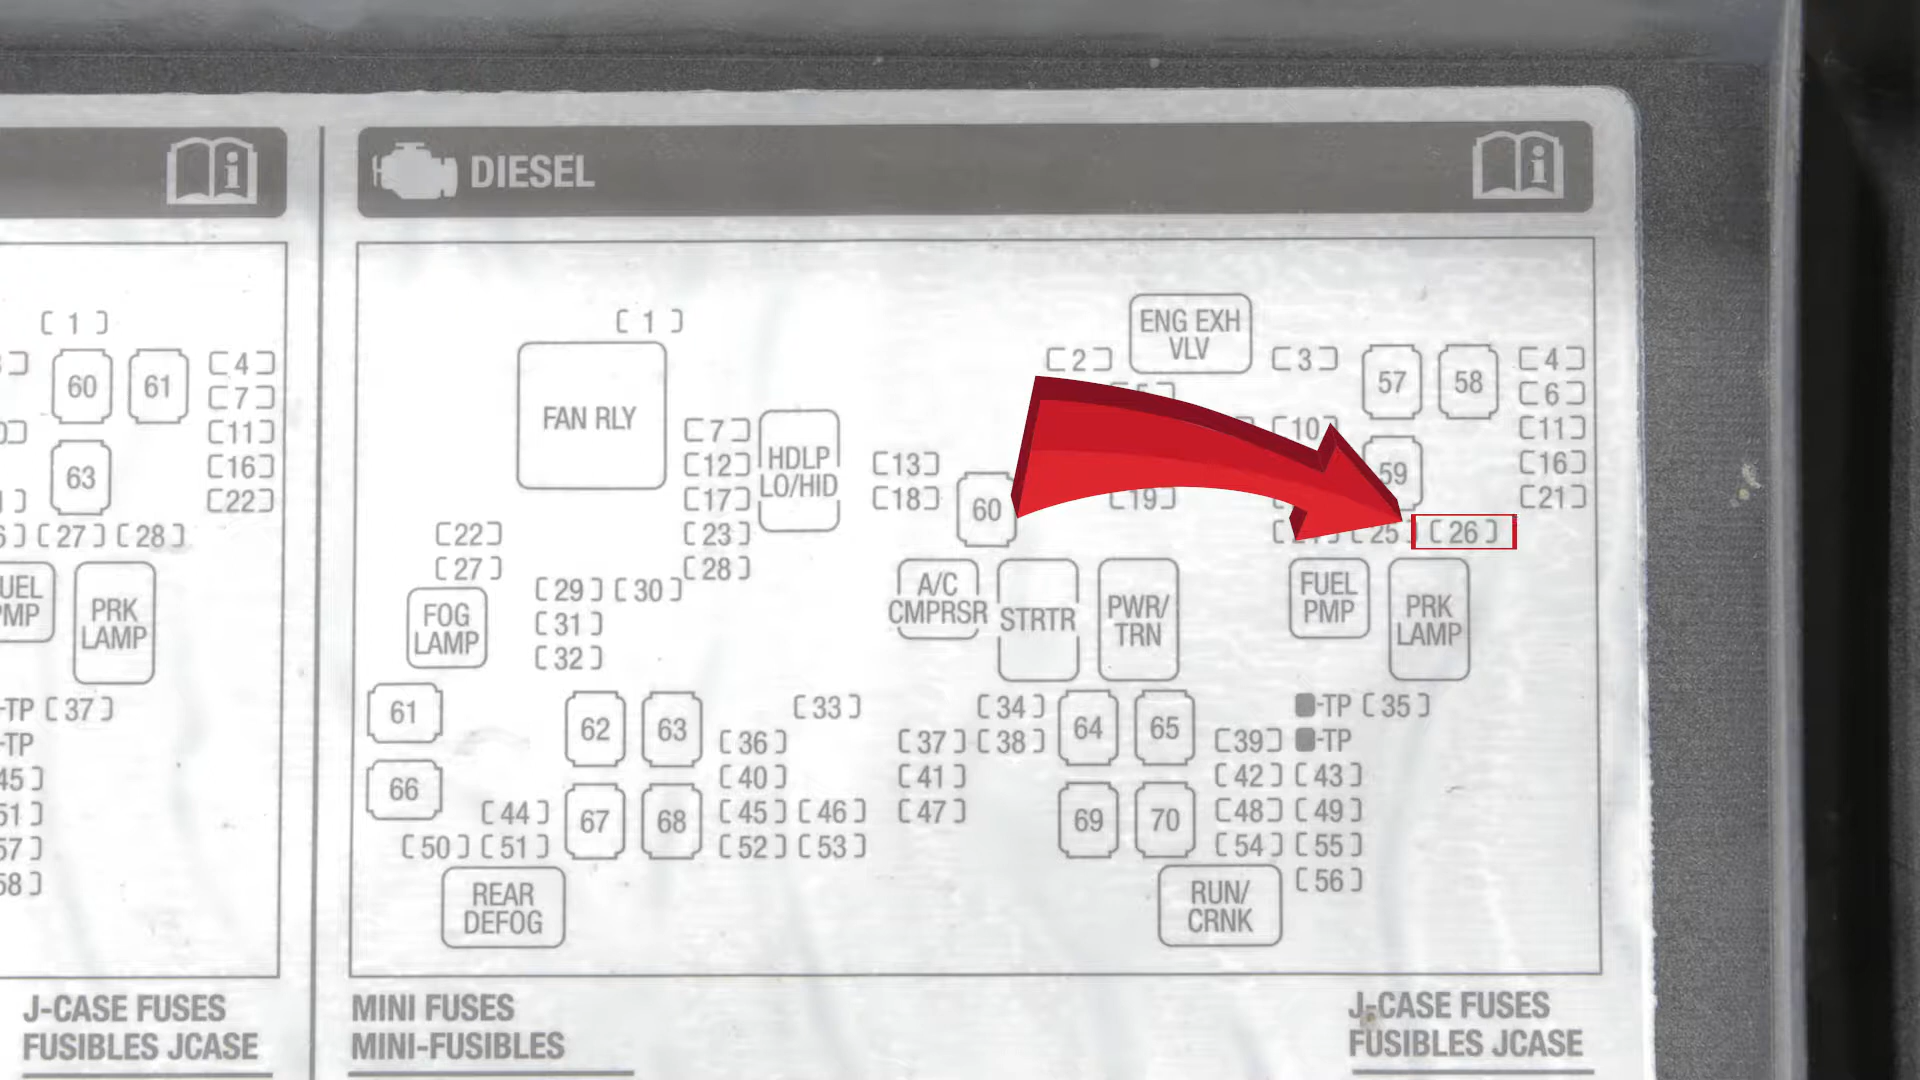 DIESEL
[ 1 ]
60 61 [ 4 ]
[ 7 ]
[ 11 ]
63 [ 16 ]
[ 22 ]
[ 27 ] [ 28 ]
PRK
LAMP
-TP [ 37 ]
-TP
45 ]
51 ]
57 ]
58 ]
J-CASE FUSES
FUSIBLES JCASE
[ 1 ]
FAN RLY
ENG EXH
VLV
[ 2 ] [ 3 ] 57 58 [ 4 ]
[ 6 ]
[ 7 ] [ 10 ] [ 11 ]
[ 12 ] HDLP
LO/HID
[ 13 ] 59 [ 16 ]
[ 17 ] [ 18 ] 60 [ 19 ] [ 21 ]
[ 22 ] [ 23 ] [ 25 ] [ 26 ]
[ 27 ] [ 28 ]
FOG
LAMP
[ 29 ] [ 30 ]
[ 31 ]
[ 32 ]
A/C
CMPRSR
STRTR
PWR/
TRN
FUEL
PMP
PRK
LAMP
61 62 63 [ 33 ] [ 34 ] 64 65 -TP [ 35 ]
[ 36 ] [ 37 ] [ 38 ] [ 39 ] -TP
66 [ 40 ] [ 41 ] [ 42 ] [ 43 ]
[ 44 ] 67 68 [ 45 ] [ 46 ] [ 47 ] 69 70 [ 48 ] [ 49 ]
[ 50 ] [ 51 ] [ 52 ] [ 53 ] [ 54 ] [ 55 ]
[ 56 ]
REAR
DEFOG
RUN/
CRNK
MINI FUSES
MINI-FUSIBLES
J-CASE FUSES
FUSIBLES JCASE